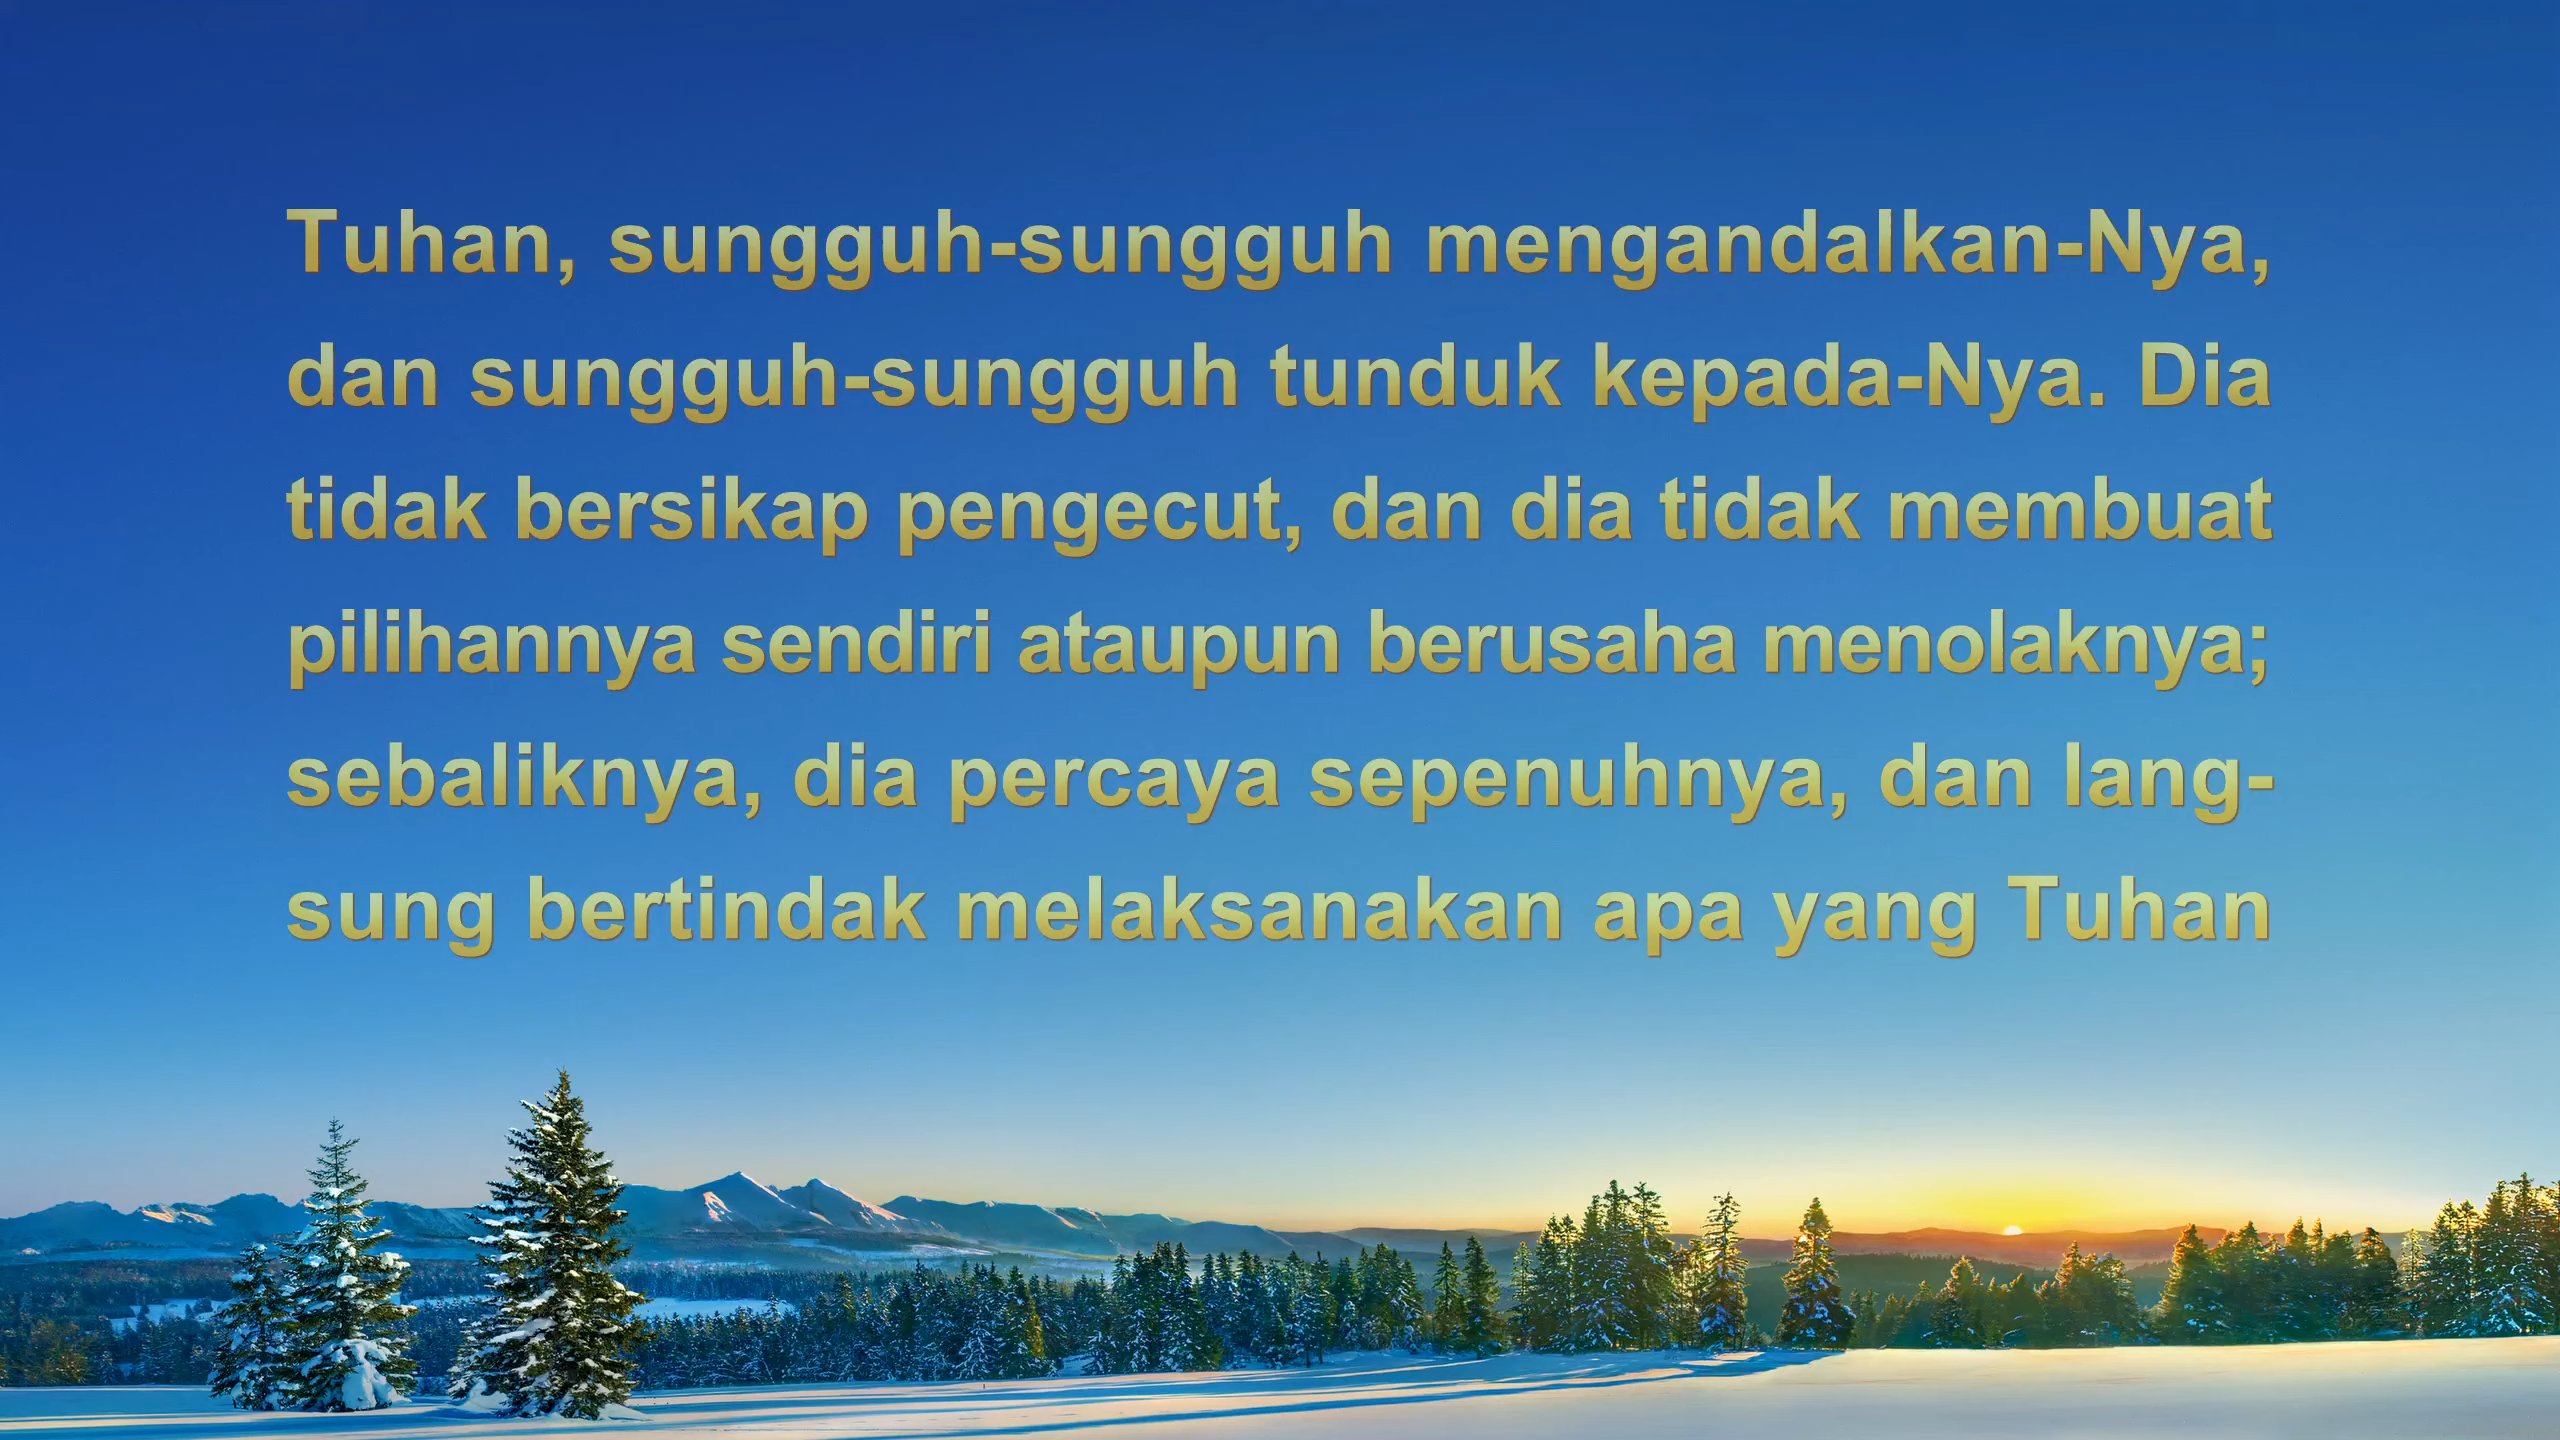 Tuhan, sungguh-sungguh mengandalkan-Nya,
dan sungguh-sungguh tunduk kepada-Nya. Dia
tidak bersikap pengecut, dan dia tidak membuat
pilihannya sendiri ataupun berusaha menolaknya;
sebaliknya, dia percaya sepenuhnya, dan lang-
sung bertindak melaksanakan apa yang Tuhan